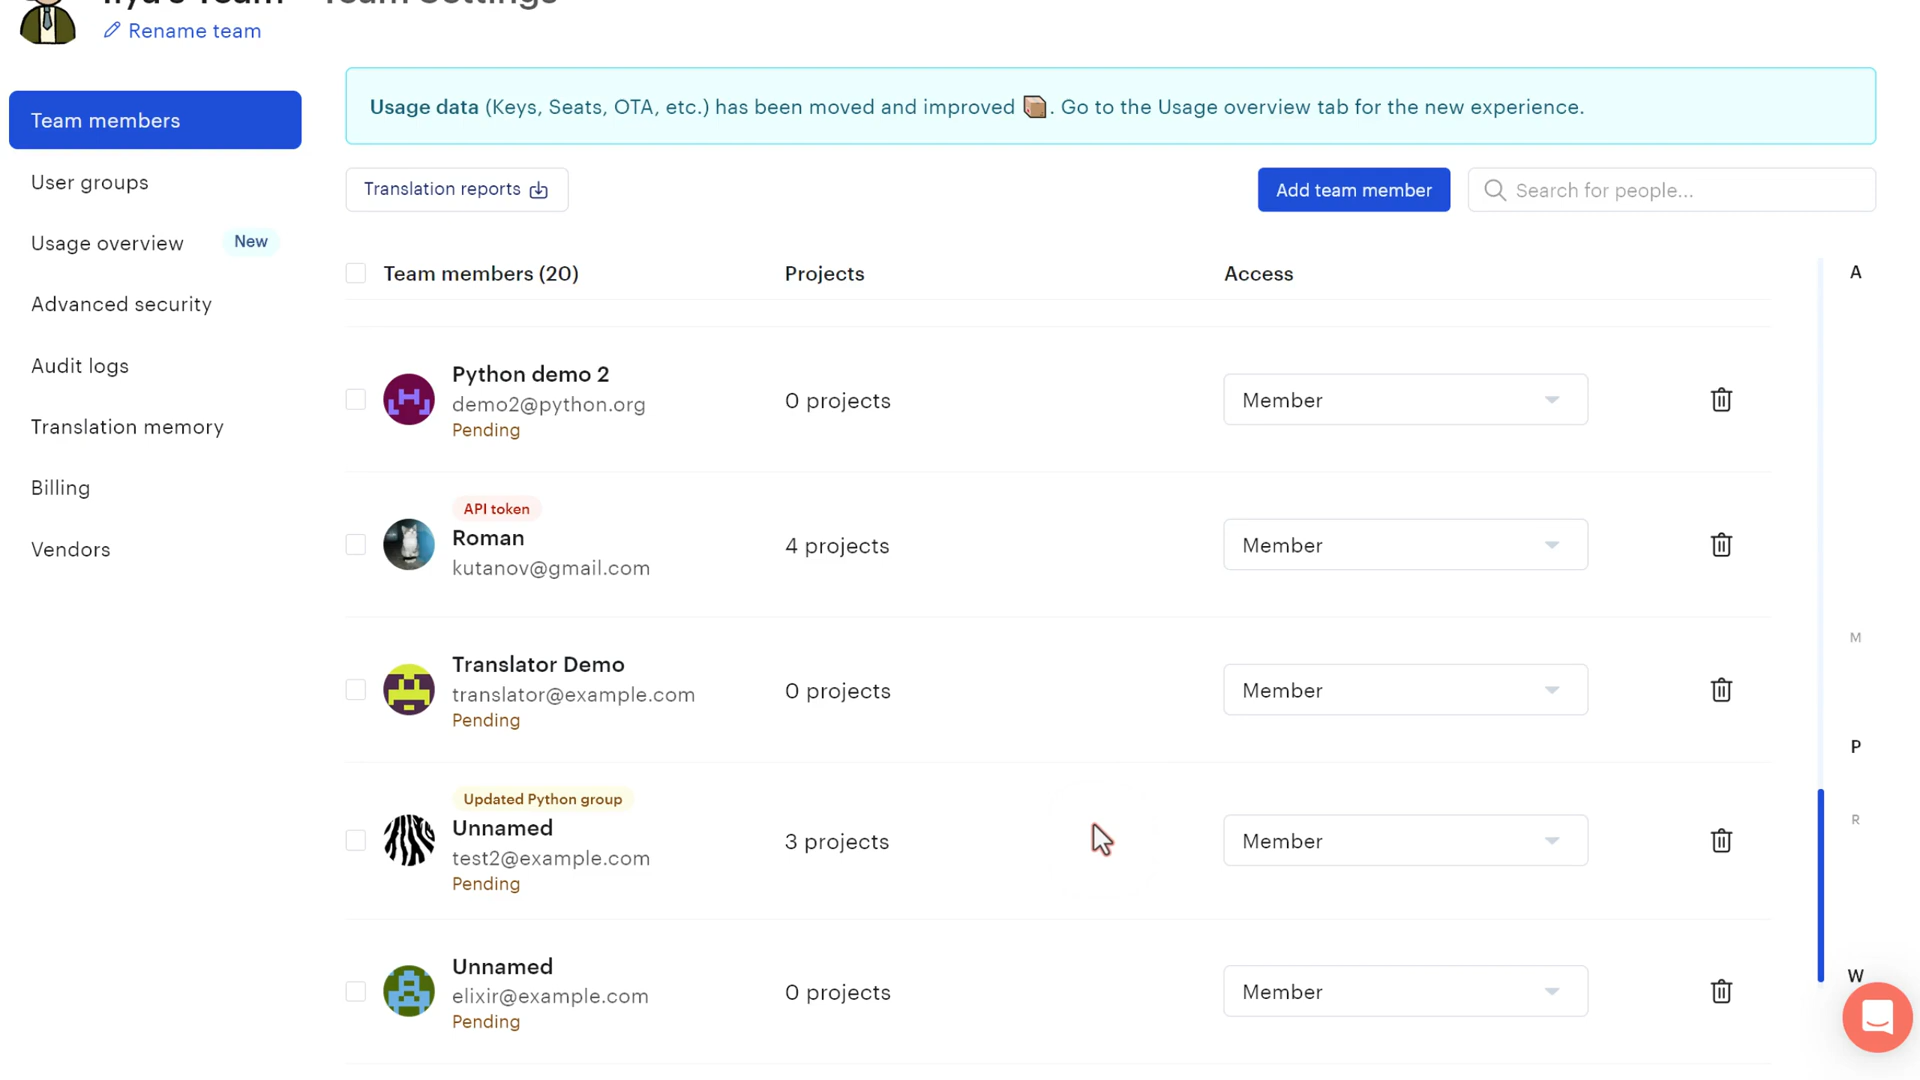 Team Settings
Rename team
Team members
User groups
Usage overview New
Advanced security
Audit logs
Translation memory
Billing
Vendors
Usage data (Keys, Seats, OTA, etc.) has been moved and improved 📦. Go to the Usage overview tab for the new experience.
Translation reports
Add team member
Search for people...
Team members (20) Projects Access
Python demo 2
demo2@python.org
Pending
0 projects
Member
API token
Roman
kutanov@gmail.com
4 projects
Member
Translator Demo
translator@example.com
Pending
0 projects
Member
Updated Python group
Unnamed
test2@example.com
Pending
3 projects
Member
Unnamed
elixir@example.com
Pending
0 projects
Member
A
M
P
R
W